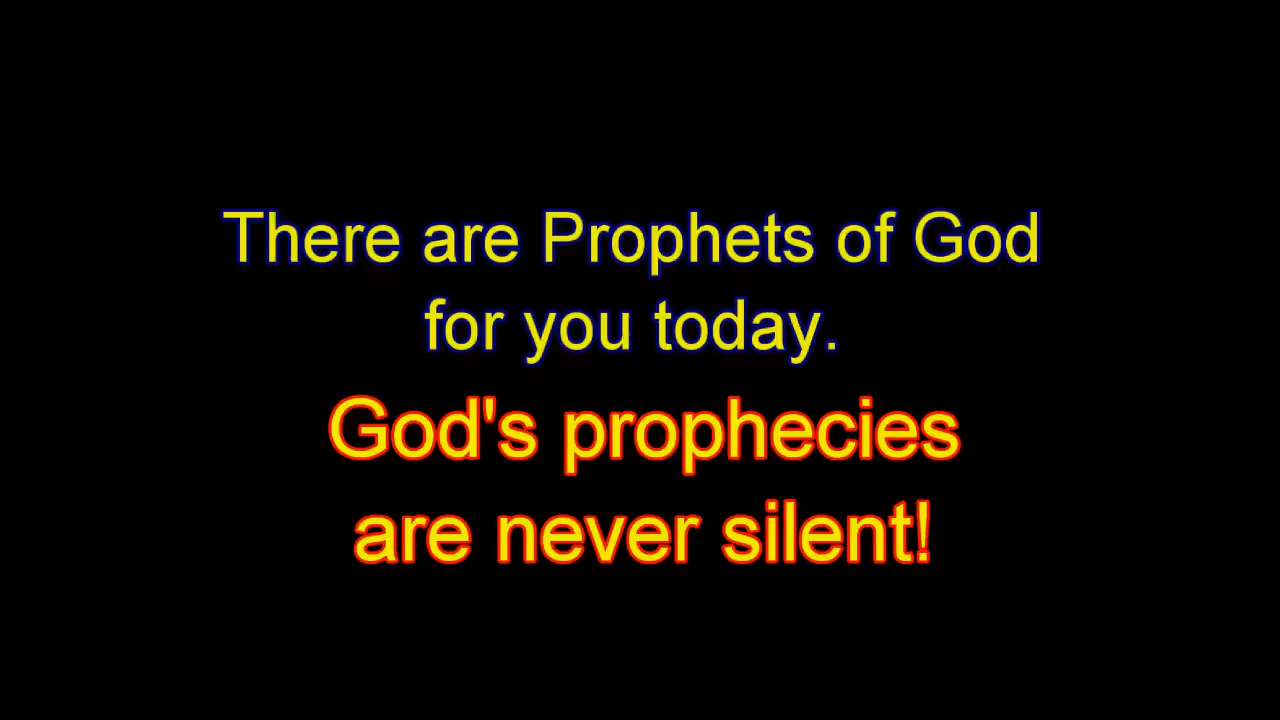 There are Prophets of God
for you today.
God's prophecies
are never silent!